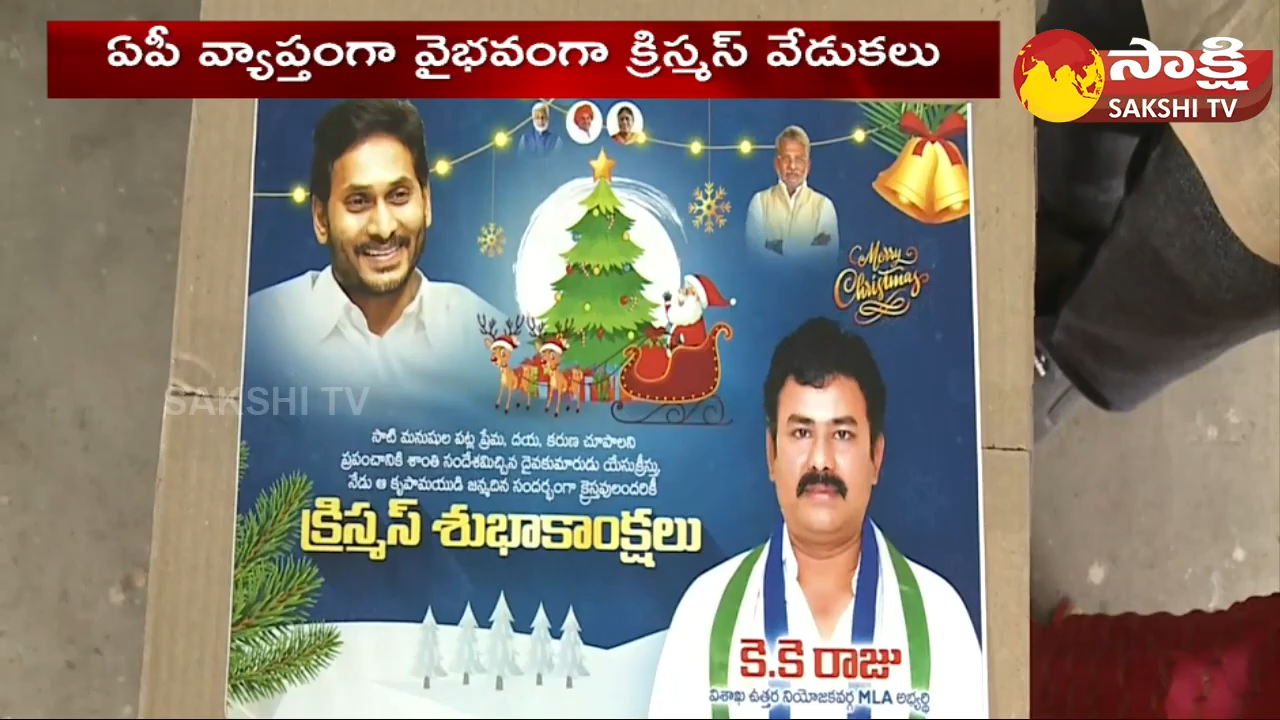 ఏపీ వ్యాప్తంగా వైభవంగా క్రిస్మస్ వేడుకలు
సాక్షి
SAKSHI TV
Merry
Christmas
SAKSHI TV
సాటి మనుషుల పట్ల ప్రేమ, దయ, కరుణ చూపాలని
ప్రపంచానికి శాంతి సందేశమిచ్చిన దైవకుమారుడు యేసుక్రీస్తు,
నేడు ఆ కృపామయుడి జన్మదిన సందర్భంగా క్రైస్తవులందరికీ
క్రిస్మస్ శుభాకాంక్షలు
కె.కె రాజు
విశాఖ ఉత్తర నియోజకవర్గ MLA అభ్యర్థి